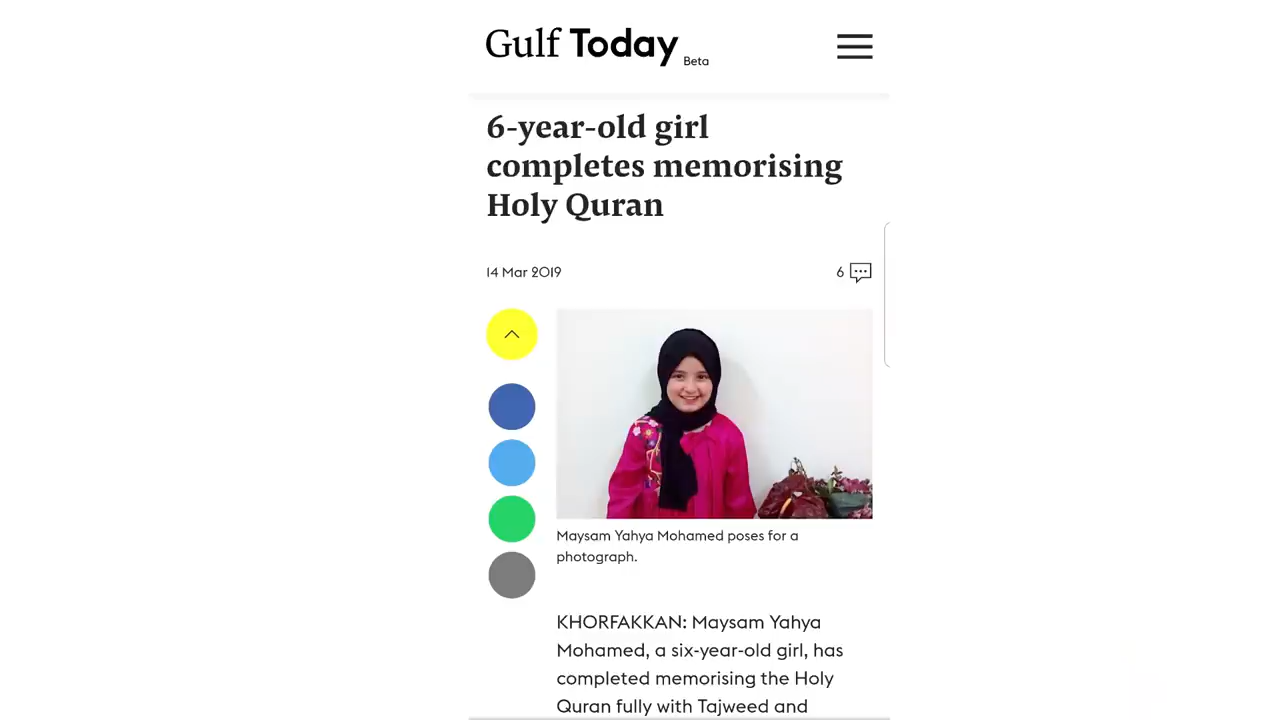 Gulf Today Beta
6-year-old girl
completes memorising
Holy Quran
14 Mar 2019
6
Maysam Yahya Mohamed poses for a
photograph.
KHORFAKKAN: Maysam Yahya
Mohamed, a six-year-old girl, has
completed memorising the Holy
Quran fully with Tajweed and